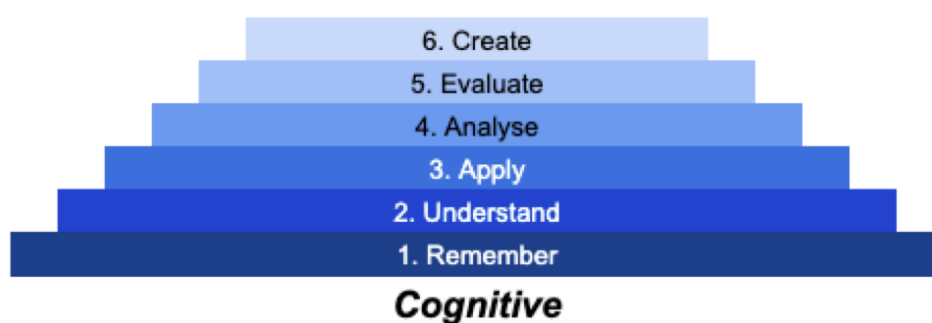 6. Create
5. Evaluate
4. Analyse
3. Apply
2. Understand
1. Remember
Cognitive